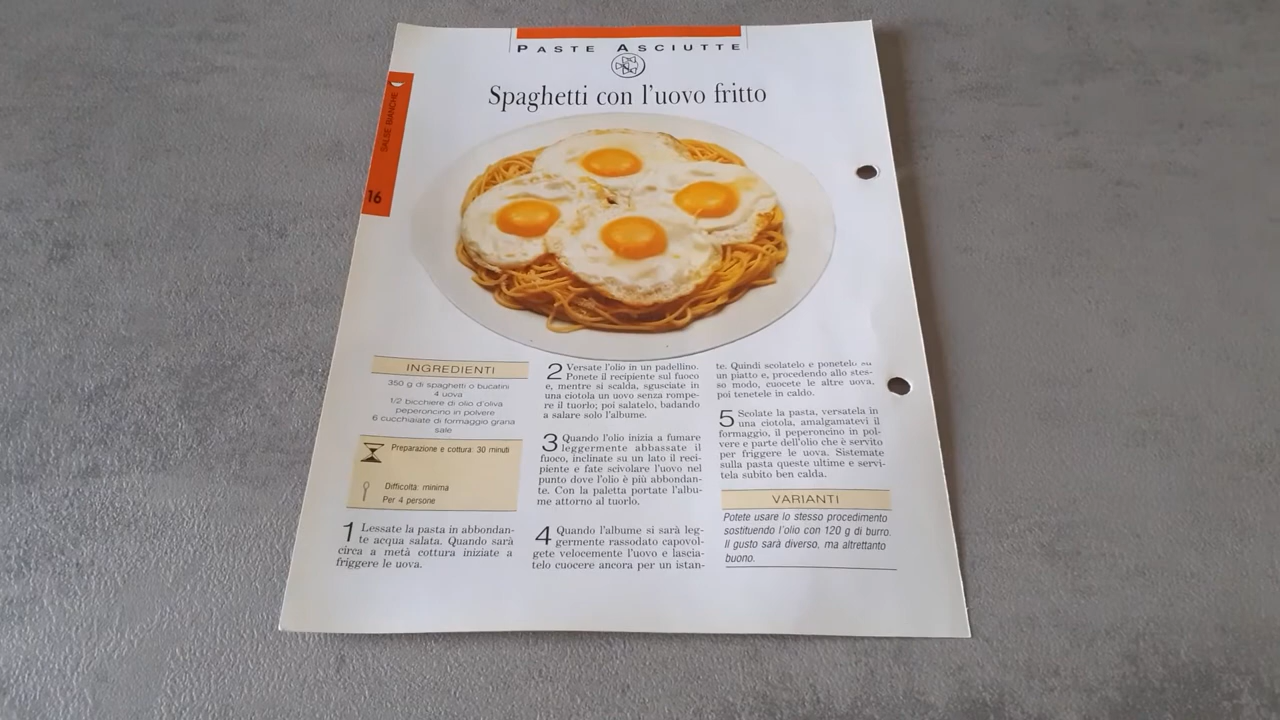 PASTE ASCIUTTE
SALSE BIANCHE
16
Spaghetti con l'uovo fritto
INGREDIENTI
350 g di spaghetti o bucatini
4 uova
1/2 bicchiere di olio d'oliva
peperoncino in polvere
6 cucchiaiate di formaggio grana
sale
Preparazione e cottura: 30 minuti
Difficoltà: minima
Per 4 persone
1 Lessate la pasta in abbondan-
te acqua salata. Quando sarà
circa a metà cottura iniziate a
friggere le uova.
2 Versate l'olio in un padellino.
Ponete il recipiente sul fuoco
e, mentre si scalda, sgusciate in
una ciotola un uovo senza rompe-
re il tuorlo; poi salatelo, badando
a salare solo l'albume.
3 Quando l'olio inizia a fumare
leggermente abbassate il
fuoco, inclinate su un lato il reci-
piente e fate scivolare l'uovo nel
punto dove l'olio è più abbondan-
te. Con la paletta portate l'albu-
me attorno al tuorlo.
4 Quando l'albume si sarà leg-
germente rassodato capovol-
gete velocemente l'uovo e lascia-
telo cuocere ancora per un istan-
te. Quindi scolatelo e ponetelo su
un piatto e, procedendo allo stes-
so modo, cuocete le altre uova,
poi tenetele in caldo.
5 Scolate la pasta, versatela in
una ciotola, amalgamatevi il
formaggio, il peperoncino in pol-
vere e parte dell'olio che è servito
per friggere le uova. Sistemate
sulla pasta queste ultime e servi-
tela subito ben calda.
VARIANTI
Potete usare lo stesso procedimento
sostituendo l'olio con 120 g di burro.
Il gusto sarà diverso, ma altrettanto
buono.